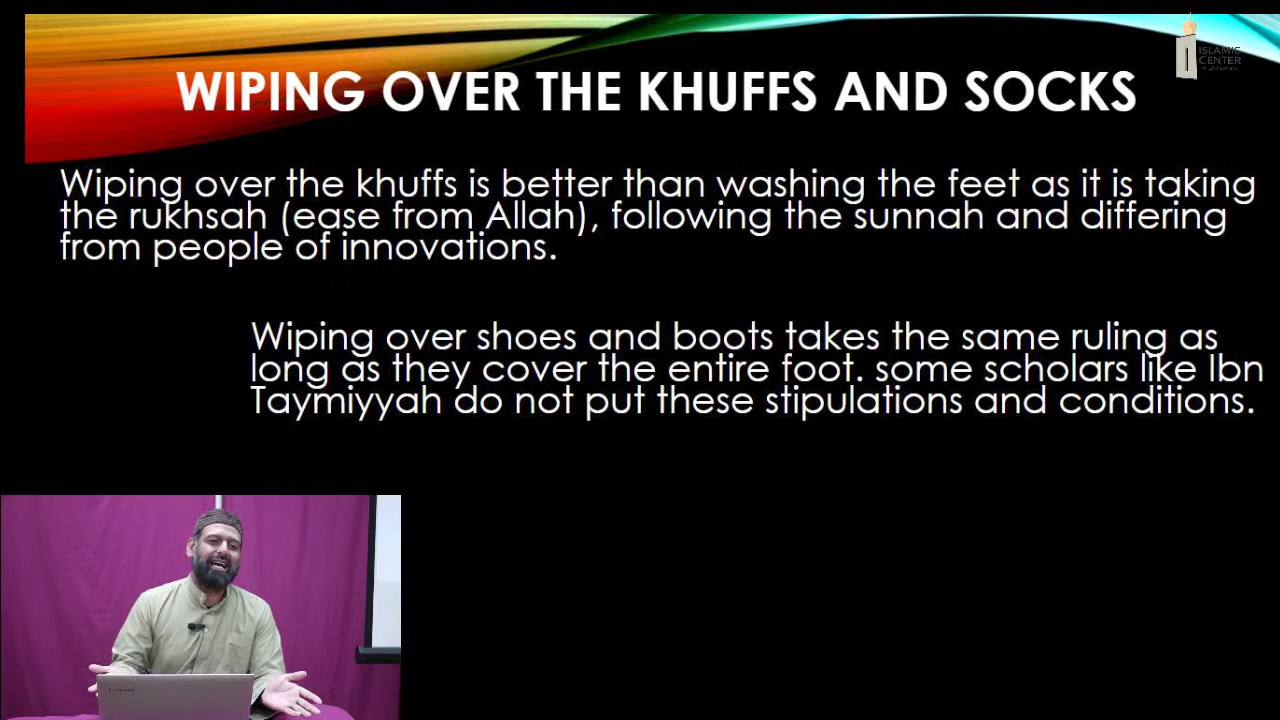 ISLAMIC
CENTER
WIPING OVER THE KHUFFS AND SOCKS
Wiping over the khuffs is better than washing the feet as it is taking
the rukhsah (ease from Allah), following the sunnah and differing
from people of innovations.
Wiping over shoes and boots takes the same ruling as
long as they cover the entire foot. some scholars like Ibn
Taymiyyah do not put these stipulations and conditions.